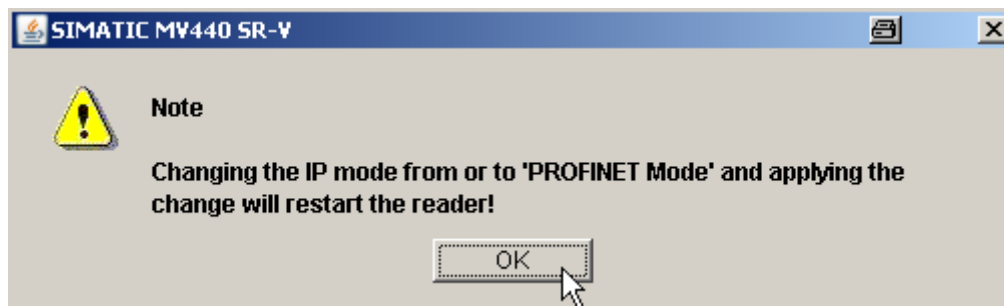 SIMATIC MV440 SR-V
Note
Changing the IP mode from or to 'PROFINET Mode' and applying the
change will restart the reader!
OK